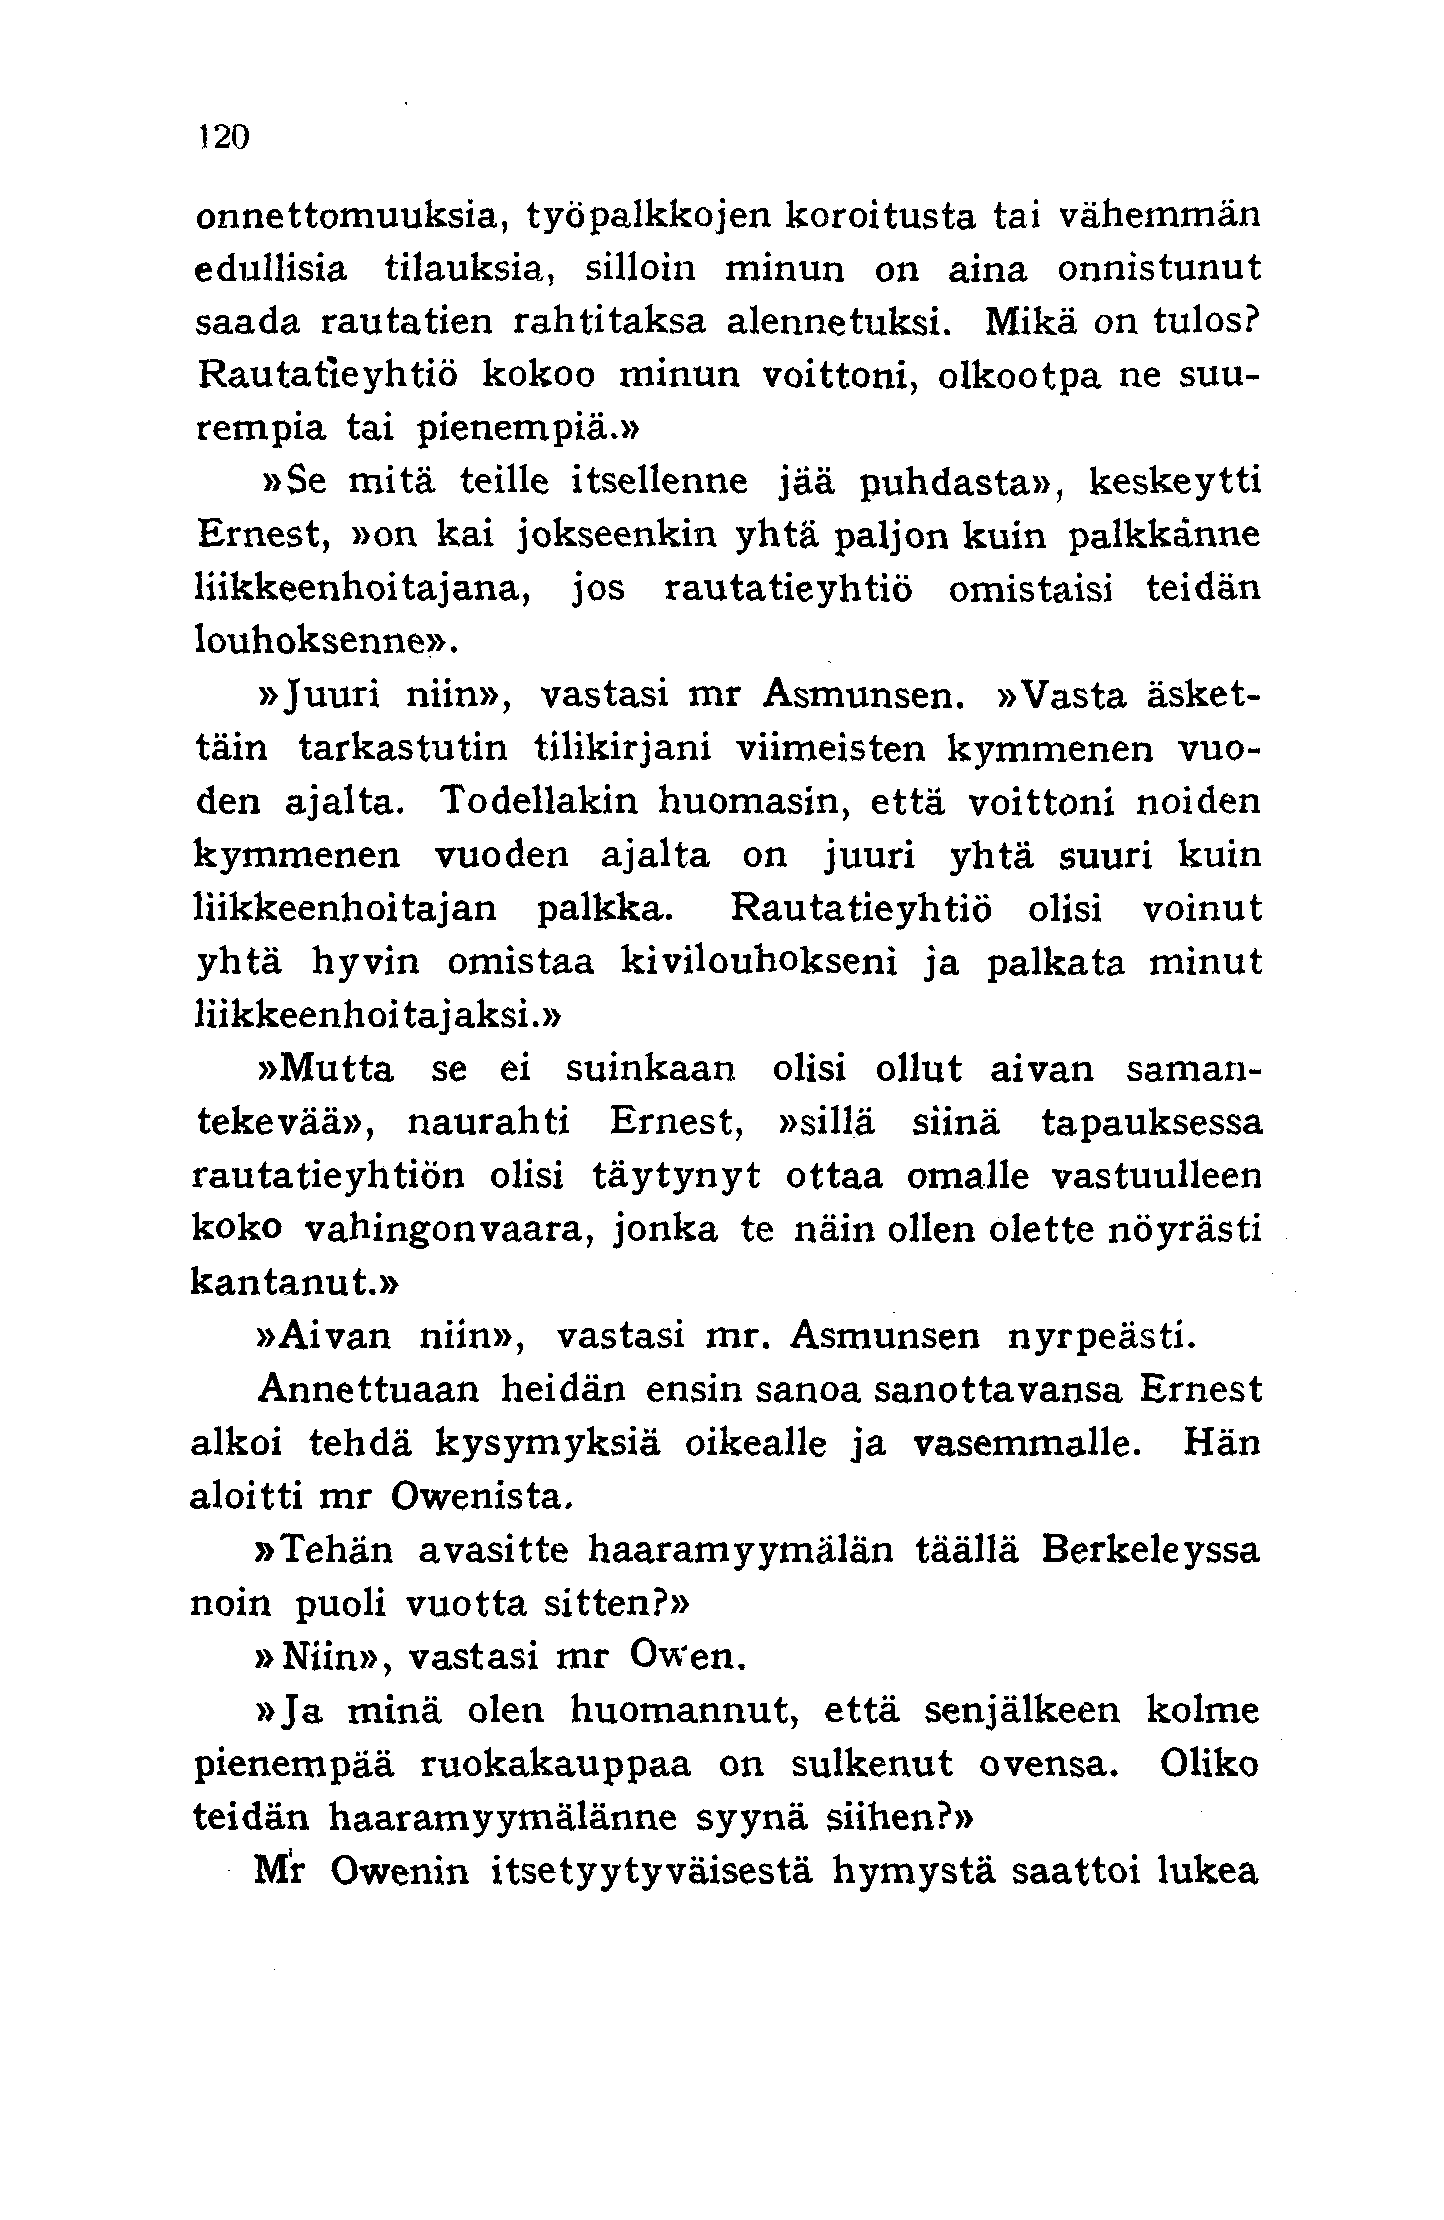 120
onnettomuuksia, työpalkkojen koroitusta tai vähemmän
edullisia tilauksia, silloin minun on aina onnistunut
saada rautatien rahtitaksa alennetuksi. Mikä on tulos?
Rautatieyhtiö kokoo minun voittoni, olkootpa ne suu-
rempia tai pienempiä.»
»Se mitä teille itsellenne jää puhdasta», keskeytti
Ernest, »on kai jokseenkin yhtä paljon kuin palkkanne
liikkeenhoitajana, jos rautatieyhtiö omistaisi teidän
louhoksenne».
»Juuri niin», vastasi mr Asmunsen. »Vasta äsket-
täin tarkastutin tilikirjani viimeisten kymmenen vuo-
den ajalta. Todellakin huomasin, että voittoni noiden
kymmenen vuoden ajalta on juuri yhtä suuri kuin
liikkeenhoitajan palkka. Rautatieyhtiö olisi voinut
yhtä hyvin omistaa kivilouhokseni ja palkata minut
liikkeenhoitajaksi.»
»Mutta se ei suinkaan olisi ollut aivan saman-
tekevää», naurahti Ernest, »sillä siinä tapauksessa
rautatieyhtiön olisi täytynyt ottaa omalle vastuulleen
koko vahingonvaara, jonka te näin ollen olette nöyrästi
kantanut.»
»Aivan niin», vastasi mr. Asmunsen nyrpeästi.
Annettuaan heidän ensin sanoa sanottavansa Ernest
alkoi tehdä kysymyksiä oikealle ja vasemmalle. Hän
aloitti mr Owenista.
»Tehän avasitte haaramyymälän täällä Berkeleyssa
noin puoli vuotta sitten?»
»Niin», vastasi mr Owen.
»Ja minä olen huomannut, että senjälkeen kolme
pienempää ruokakauppaa on sulkenut ovensa. Oliko
teidän haaramyymälänne syynä siihen?»
Mr Owenin itsetyytyväisestä hymystä saattoi lukea